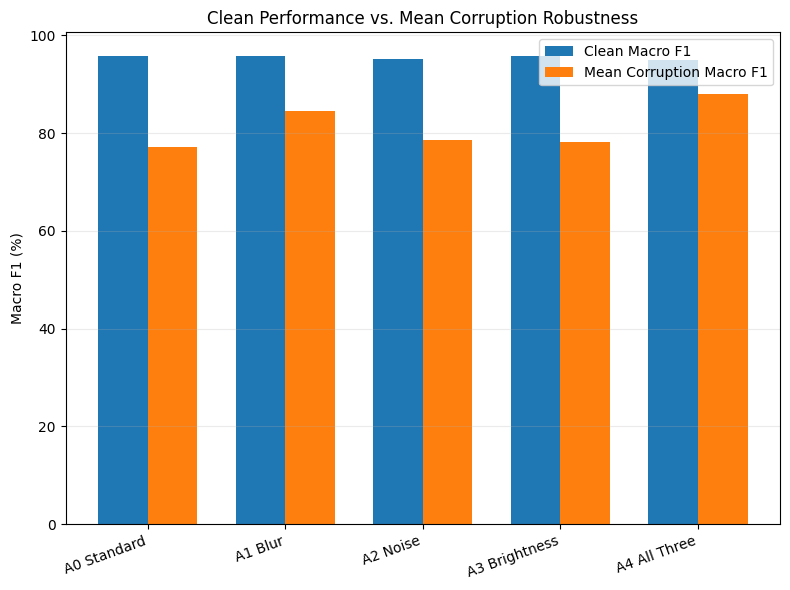 Clean Performance vs. Mean Corruption Robustness
Clean Macro F1
Mean Corruption Macro F1
Macro F1 (%)
100
80
60
40
20
0
A0 Standard
A1 Blur
A2 Noise
A3 Brightness
A4 All Three